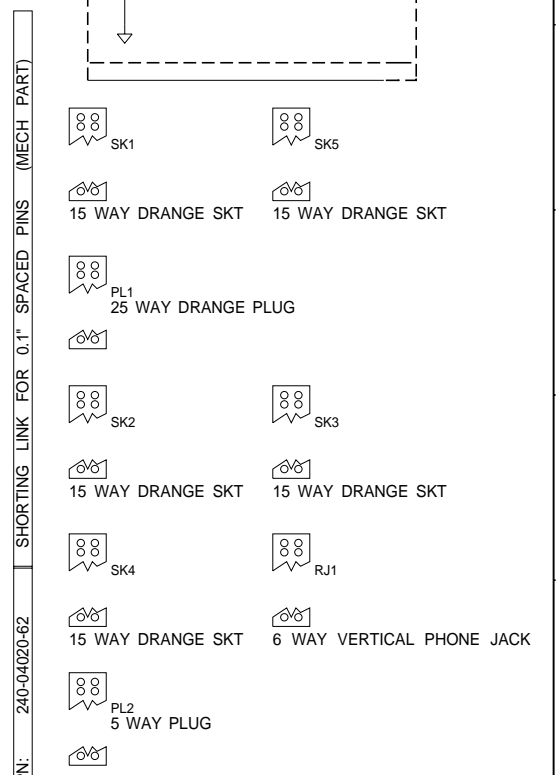 SK1
SK5
15 WAY DRANGE SKT
15 WAY DRANGE SKT
PL1
25 WAY DRANGE PLUG
SK2
SK3
15 WAY DRANGE SKT
15 WAY DRANGE SKT
SK4
RJ1
15 WAY DRANGE SKT
6 WAY VERTICAL PHONE JACK
PL2
5 WAY PLUG
SHORTING LINK FOR 0.1" SPACED PINS (MECH PART)
240-04020-62